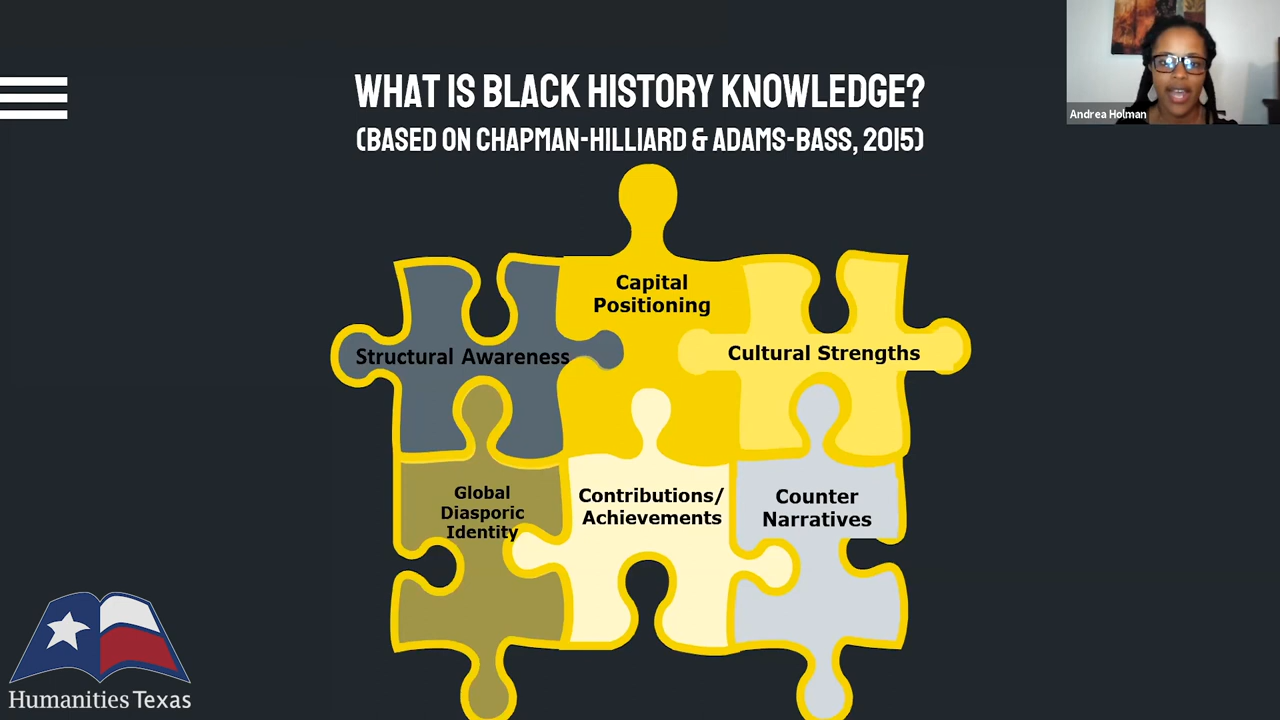 WHAT IS BLACK HISTORY KNOWLEDGE?
(BASED ON CHAPMAN-HILLIARD & ADAMS-BASS, 2015)
Andrea Holman
Capital
Positioning
Structural Awareness
Cultural Strengths
Global
Diasporic
Identity
Contributions/
Achievements
Counter
Narratives
Humanities Texas